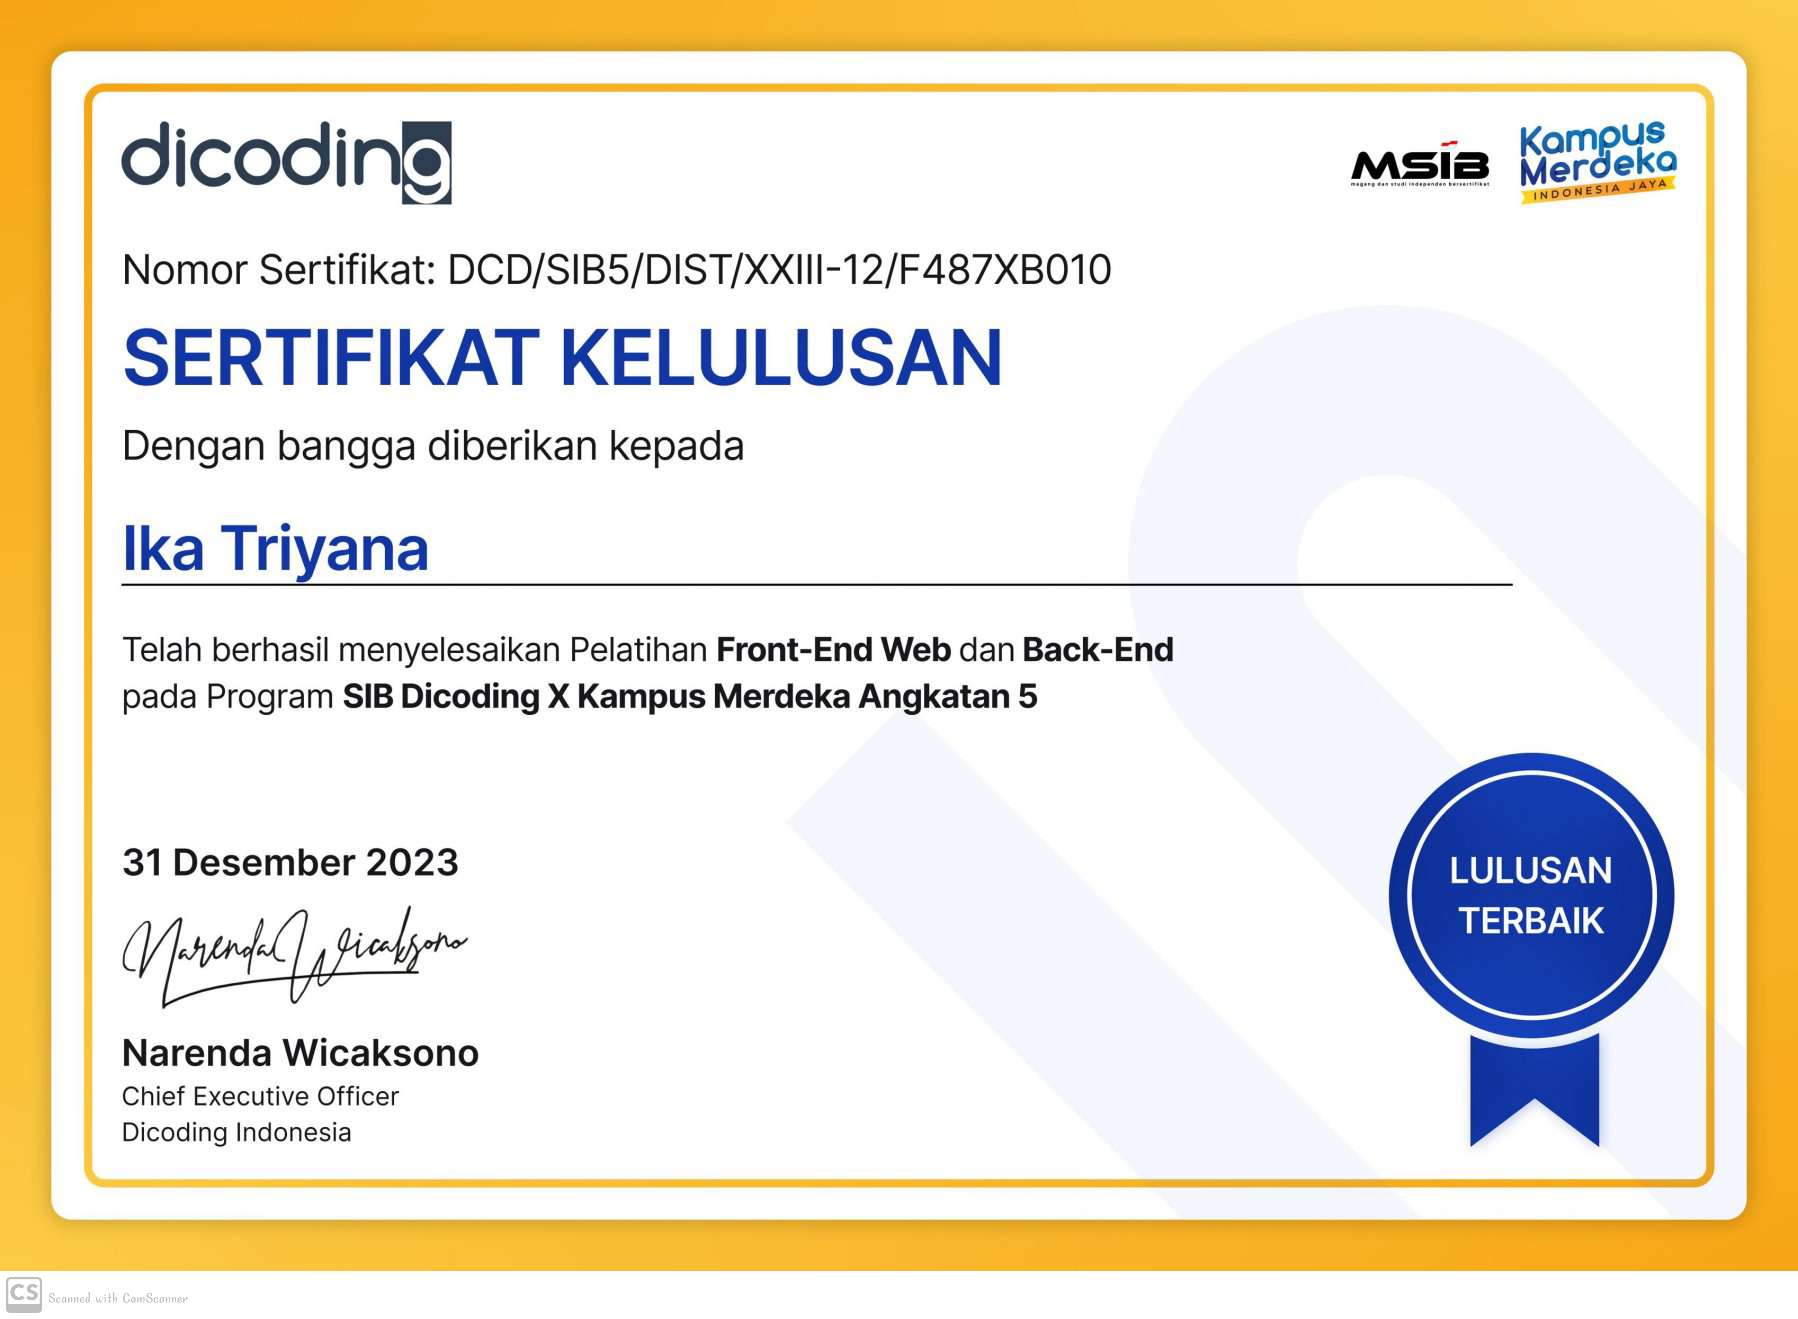 dicoding
MSIB
magang dan studi independen bersertifikat
Kampus
Merdeka
INDONESIA JAYA
Nomor Sertifikat: DCD/SIB5/DIST/XXIII-12/F487XB010
SERTIFIKAT KELULUSAN
Dengan bangga diberikan kepada
Ika Triyana
Telah berhasil menyelesaikan Pelatihan Front-End Web dan Back-End
pada Program SIB Dicoding X Kampus Merdeka Angkatan 5
31 Desember 2023
Narenda Wicaksono
Narenda Wicaksono
Chief Executive Officer
Dicoding Indonesia
LULUSAN
TERBAIK
CS Scanned with CamScanner